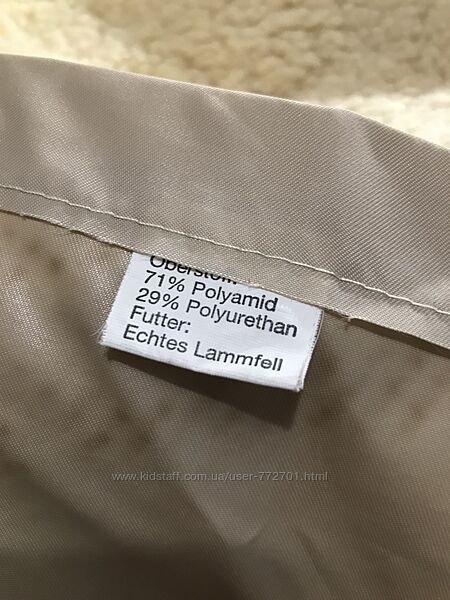 Oberstoff:
71% Polyamid
29% Polyurethan
Futter:
Echtes Lammfell
www.kidstaff.com.ua/user-772701.html